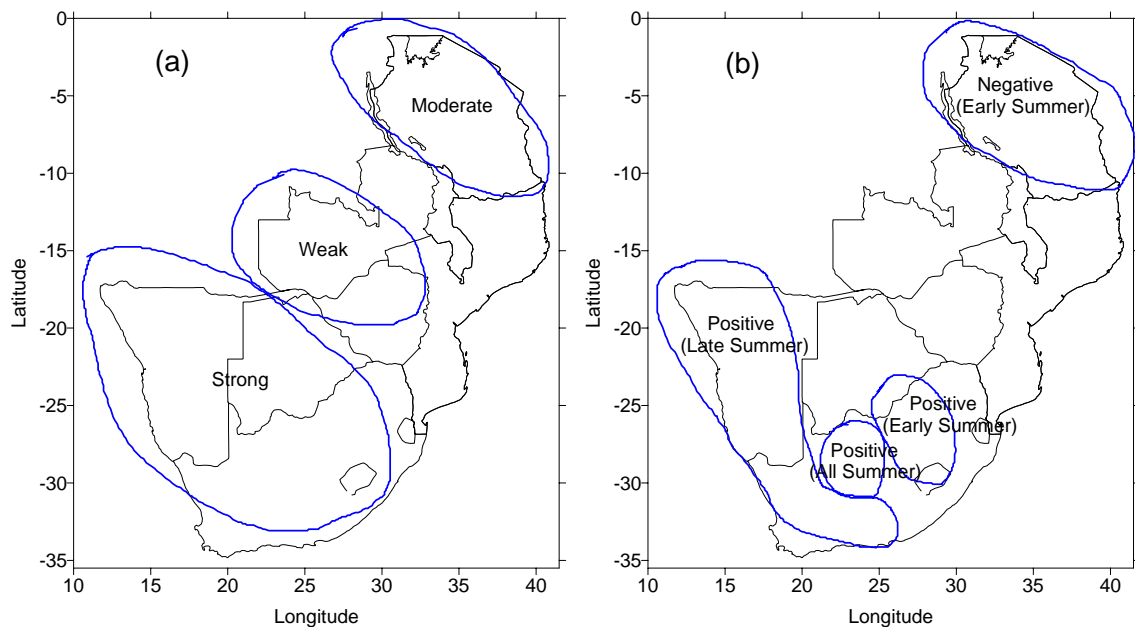 (a)
Moderate
Weak
Strong
0
-5
-10
-15
-20
-25
-30
-35
Latitude
10 15 20 25 30 35 40
Longitude
(b)
Negative
(Early Summer)
Positive
(Late Summer)
Positive
(Early Summer)
Positive
(All Summer)
0
-5
-10
-15
-20
-25
-30
-35
Latitude
10 15 20 25 30 35 40
Longitude